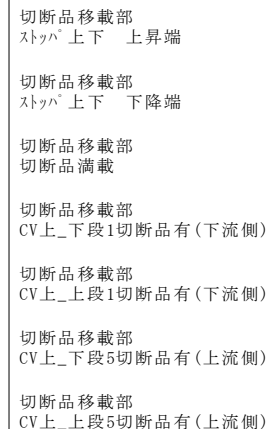 切断品移載部
ｽﾄｯﾊﾟ上下　上昇端
切断品移載部
ｽﾄｯﾊﾟ上下　下降端
切断品移載部
切断品満載
切断品移載部
CV上_下段1切断品有(下流側)
切断品移載部
CV上_上段1切断品有(下流側)
切断品移載部
CV上_下段5切断品有(上流側)
切断品移載部
CV上_上段5切断品有(上流側)